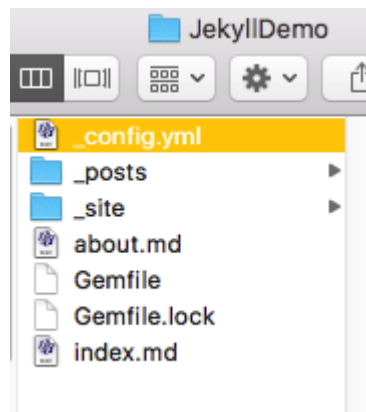 JekyllDemo
_config.yml
_posts
_site
about.md
Gemfile
Gemfile.lock
index.md